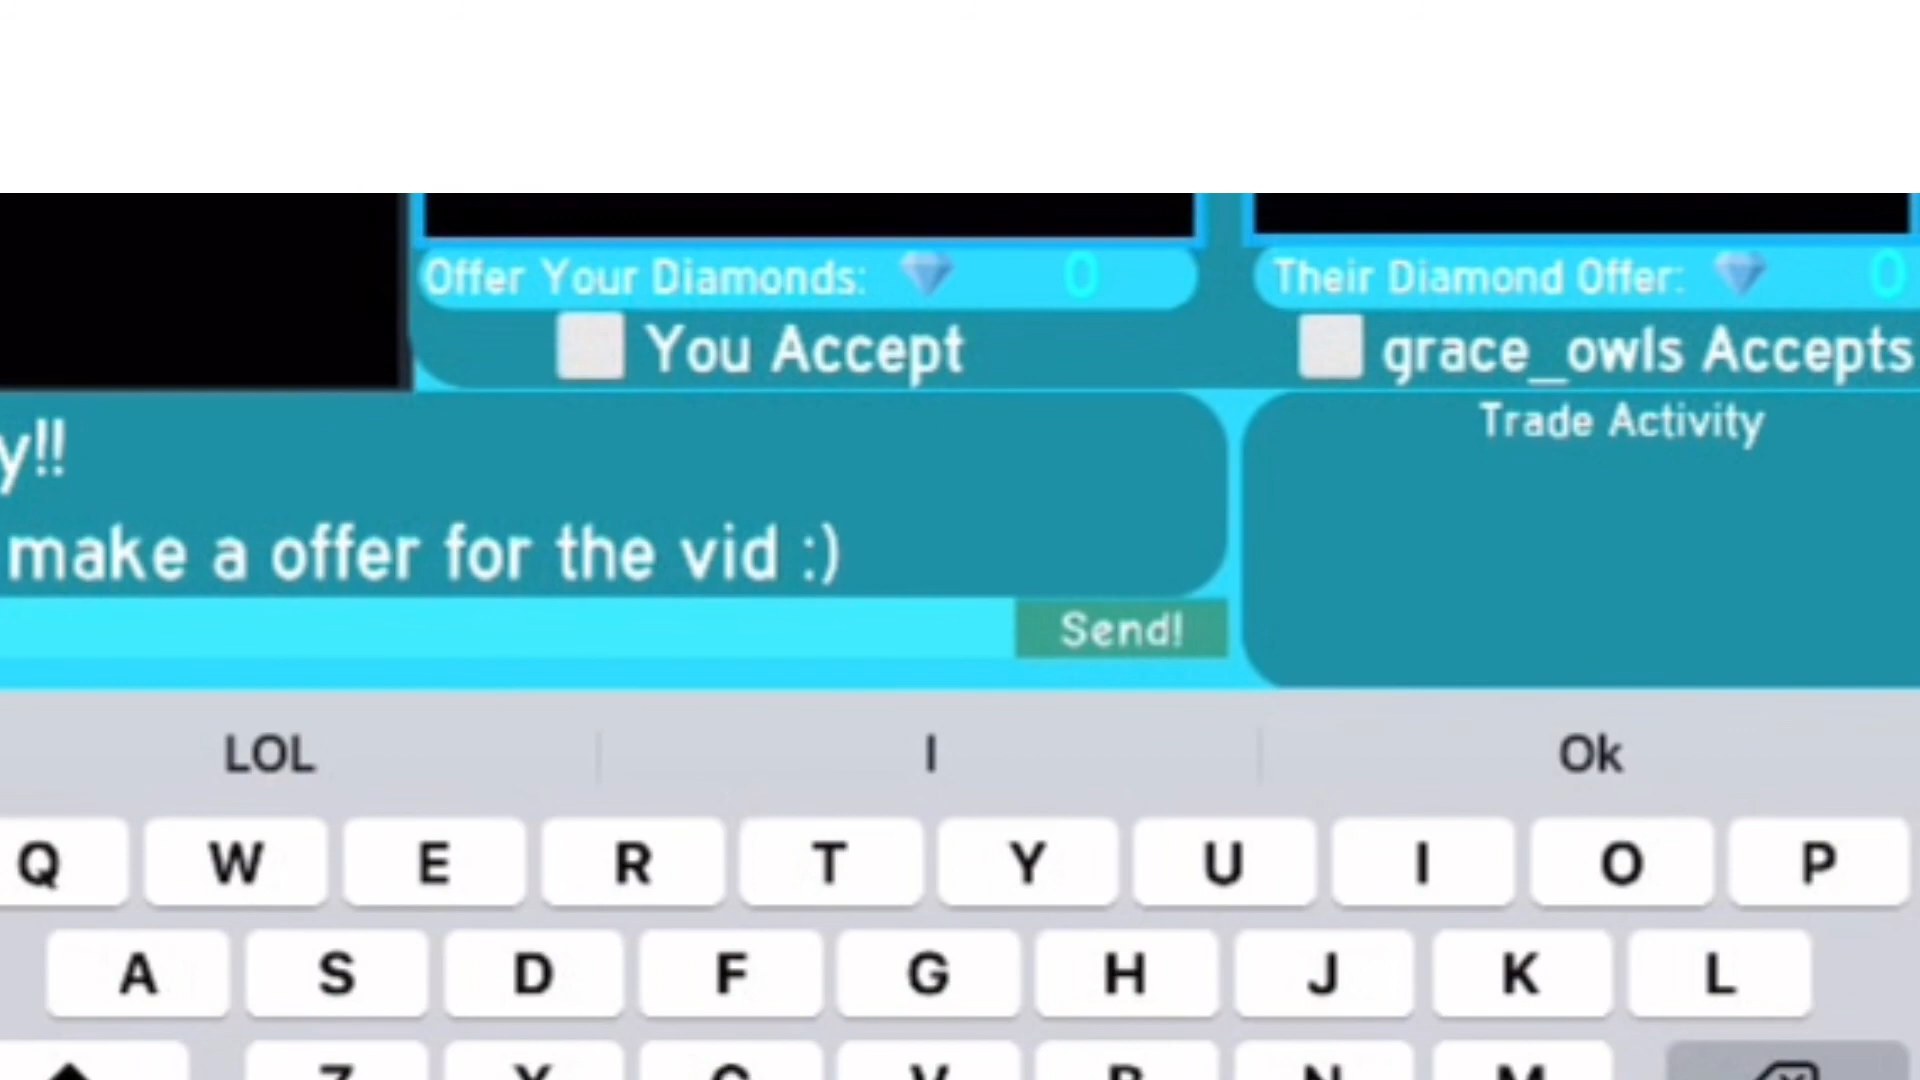 Offer Your Diamonds: 💎 0
Their Diamond Offer: 💎 0
You Accept
grace_owls Accepts
Trade Activity
y!!
make a offer for the vid :)
Send!
LOL I Ok
Q W E R T Y U I O P
A S D F G H J K L
Z X C V B N M